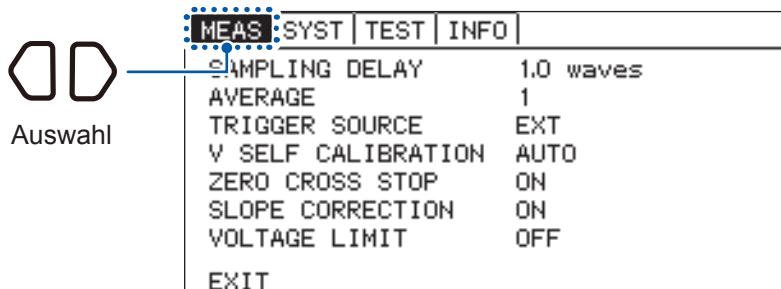 MEAS SYST TEST INFO
SAMPLING DELAY 1.0 waves
AVERAGE 1
TRIGGER SOURCE EXT
V SELF CALIBRATION AUTO
ZERO CROSS STOP ON
SLOPE CORRECTION ON
VOLTAGE LIMIT OFF
EXIT
Auswahl